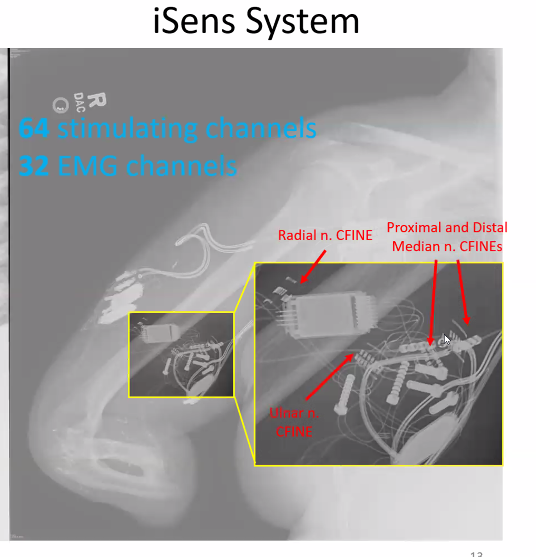 iSens System
R
DAC
64 stimulating channels
32 EMG channels
Radial n. CFINE
Proximal and Distal
Median n. CFINEs
Ulnar n.
CFINE
13